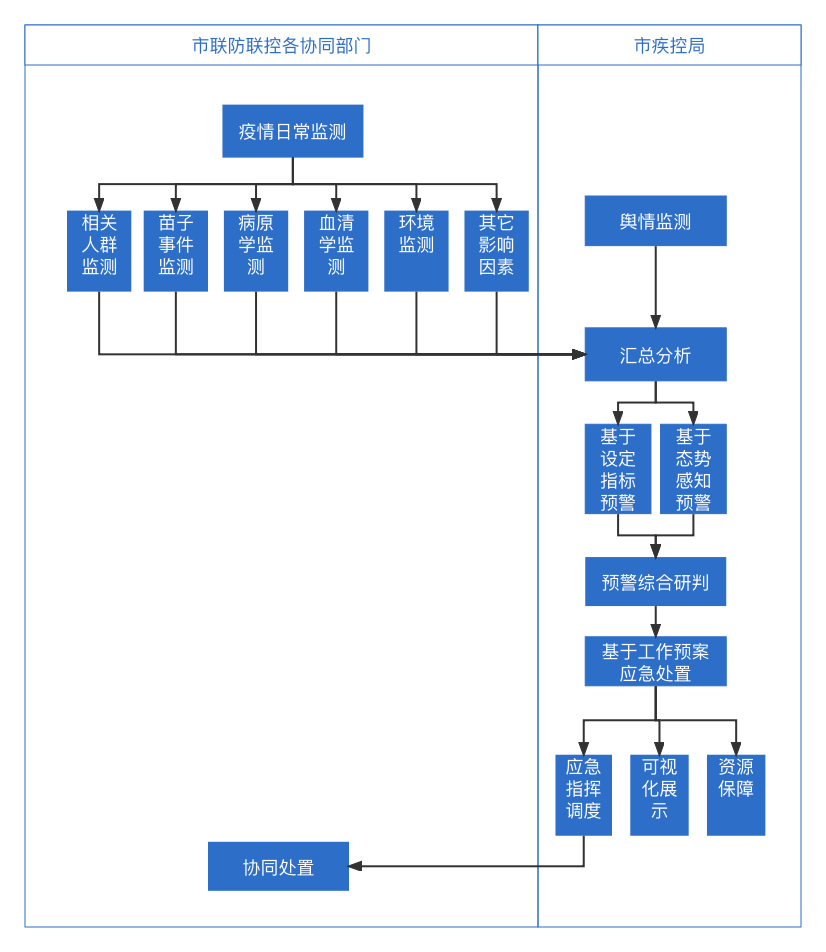 市联防联控各协同部门
市疾控局
疫情日常监测
相关
人群
监测
苗子
事件
监测
病原
学监
测
血清
学监
测
环境
监测
其它
影响
因素
舆情监测
汇总分析
基于
设定
指标
预警
基于
态势
感知
预警
预警综合研判
基于工作预案
应急处置
应急
指挥
调度
可视
化展
示
资源
保障
协同处置